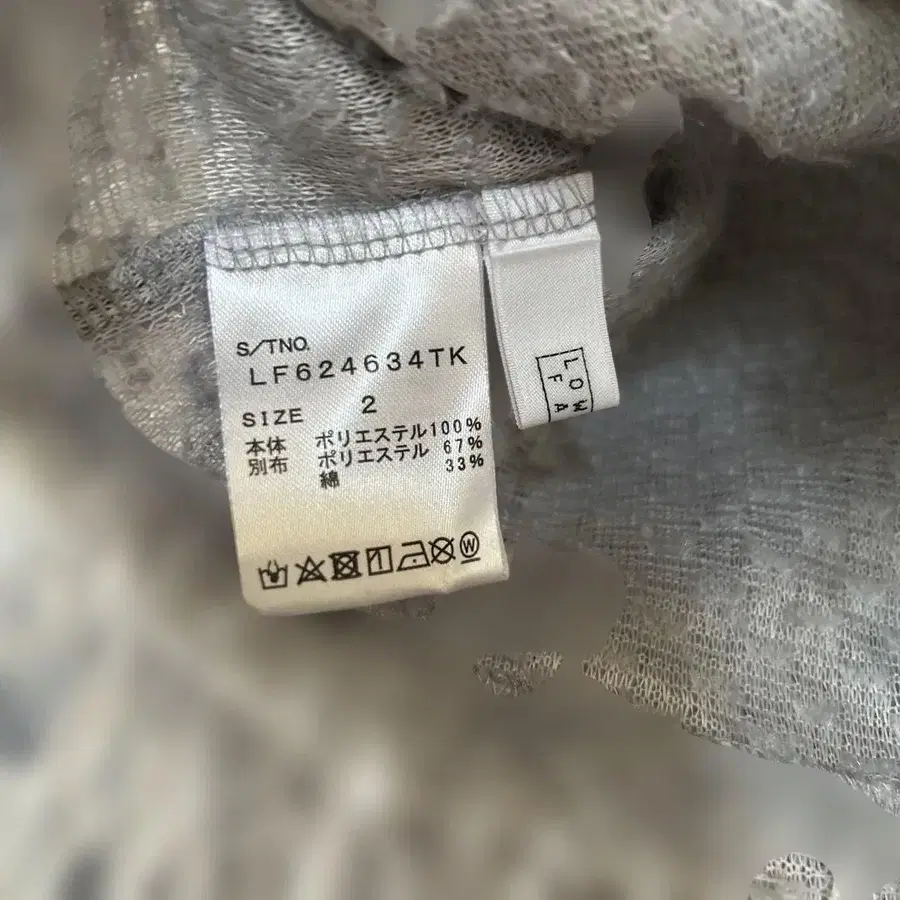 S/TNO.
LF624634TK
SIZE 2
本体 ポリエステル100%
別布 ポリエステル 67%
綿 33%
LOW
FA
W